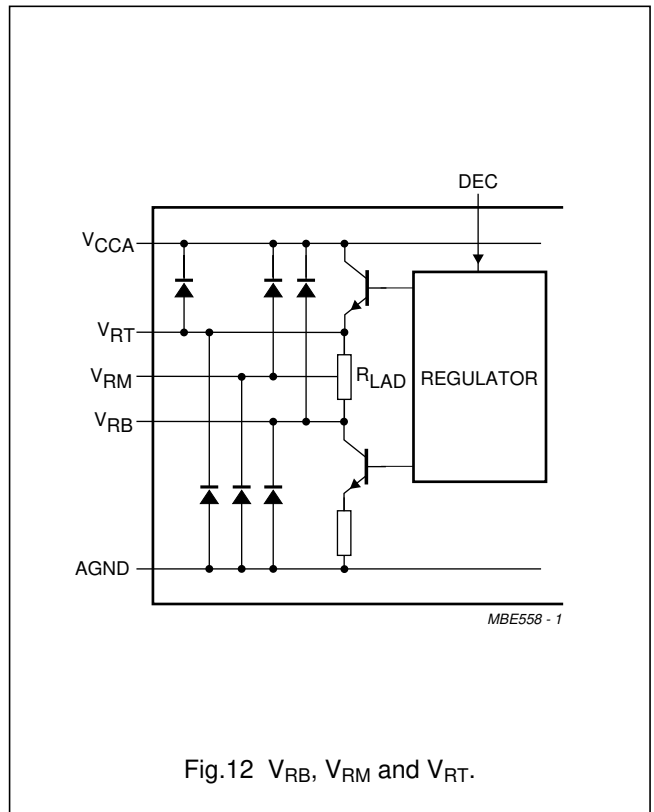 DEC
VCCA
VRT
VRM
RLAD
REGULATOR
VRB
AGND
MBE558 - 1
Fig.12 VRB, VRM and VRT.